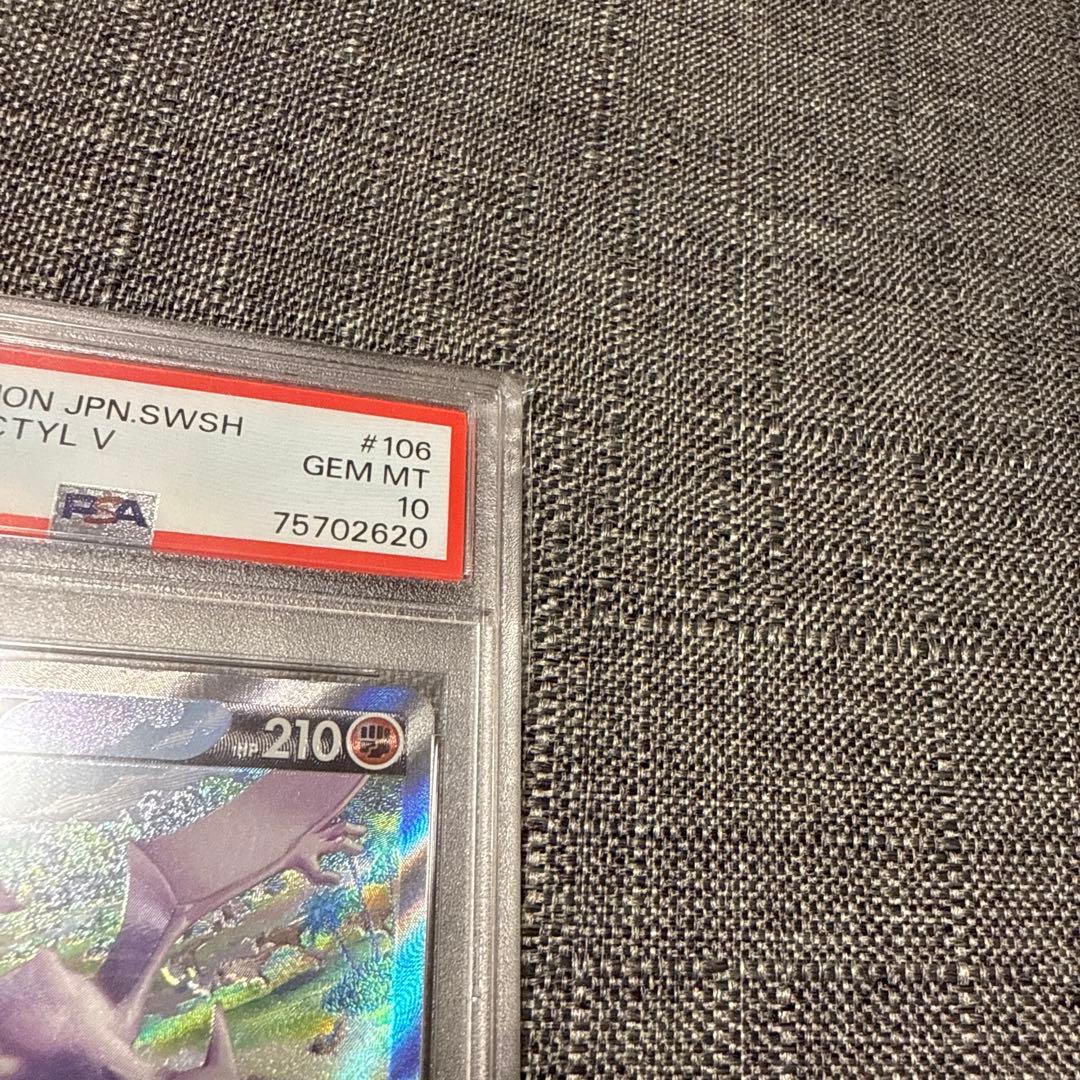 ION JPN.SWSH
#106
CTYL V
GEM MT
PSA
10
75702620
HP 210